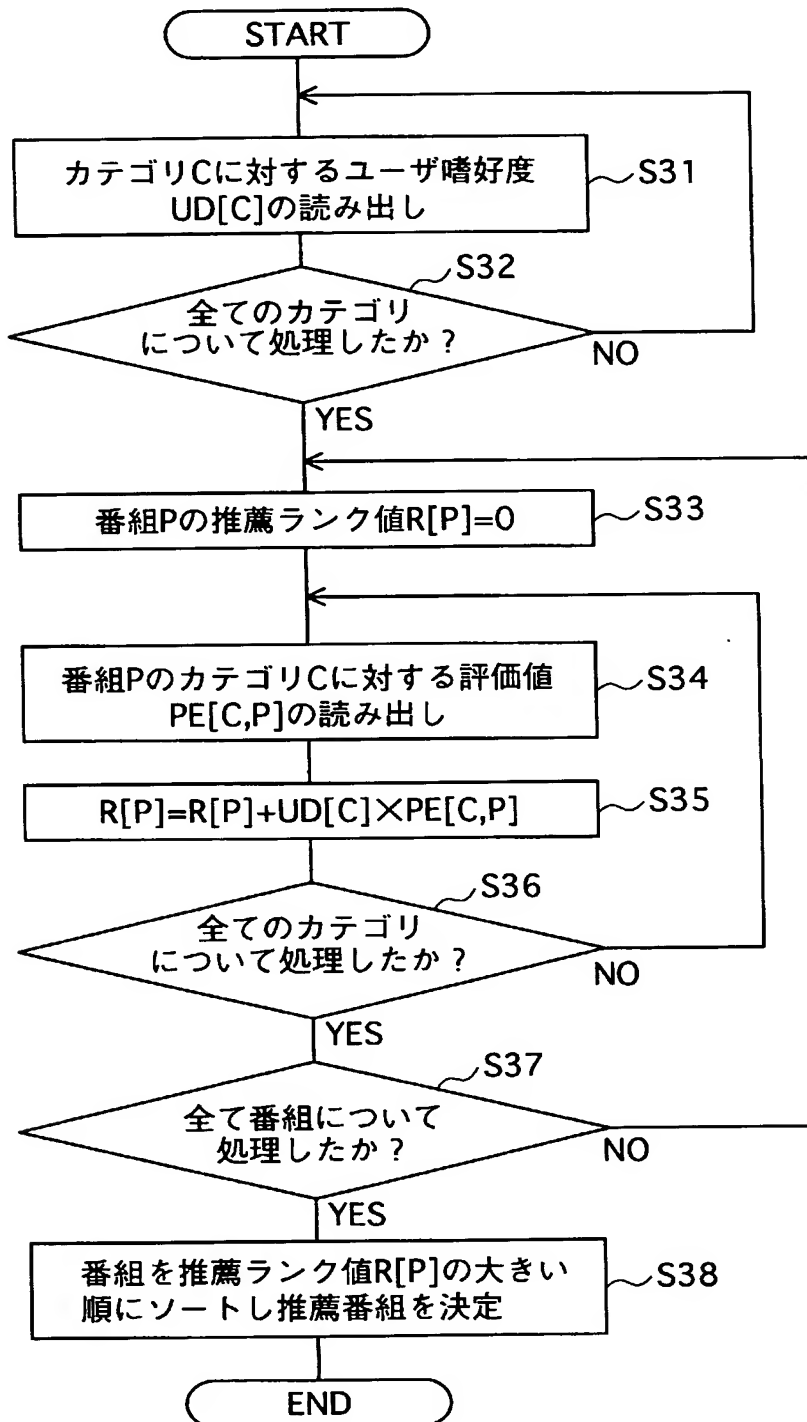 START
カテゴリCに対するユーザ嗜好度
UD[C]の読み出し
S31
S32
全てのカテゴリ
について処理したか？
NO
YES
番組Pの推薦ランク値R[P]=0
S33
番組PのカテゴリCに対する評価値
PE[C,P]の読み出し
S34
R[P]=R[P]+UD[C]×PE[C,P]
S35
S36
全てのカテゴリ
について処理したか？
NO
YES
S37
全て番組について
処理したか？
NO
YES
番組を推薦ランク値R[P]の大きい
順にソートし推薦番組を決定
S38
END